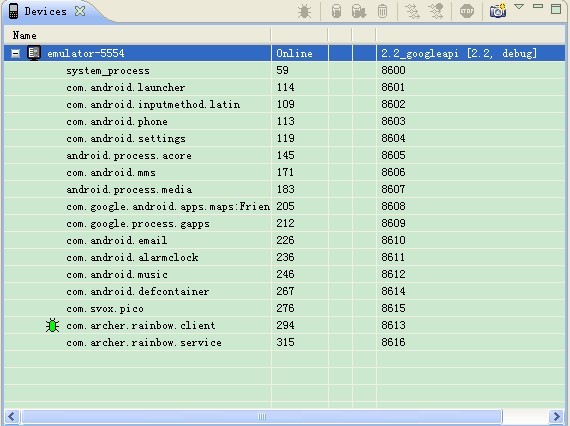 Devices
Name
emulator-5554 Online 2.2_googleapi [2.2, debug]
system_process 59 8600
com.android.launcher 114 8601
com.android.inputmethod.latin 109 8602
com.android.phone 113 8603
com.android.settings 119 8604
android.process.acore 145 8605
com.android.mms 171 8606
android.process.media 183 8607
com.google.android.apps.maps:Frien 205 8608
com.google.process.gapps 212 8609
com.android.email 226 8610
com.android.alarmclock 236 8611
com.android.music 246 8612
com.android.defcontainer 267 8614
com.svox.pico 276 8615
com.archer.rainbow.client 294 8613
com.archer.rainbow.service 315 8616